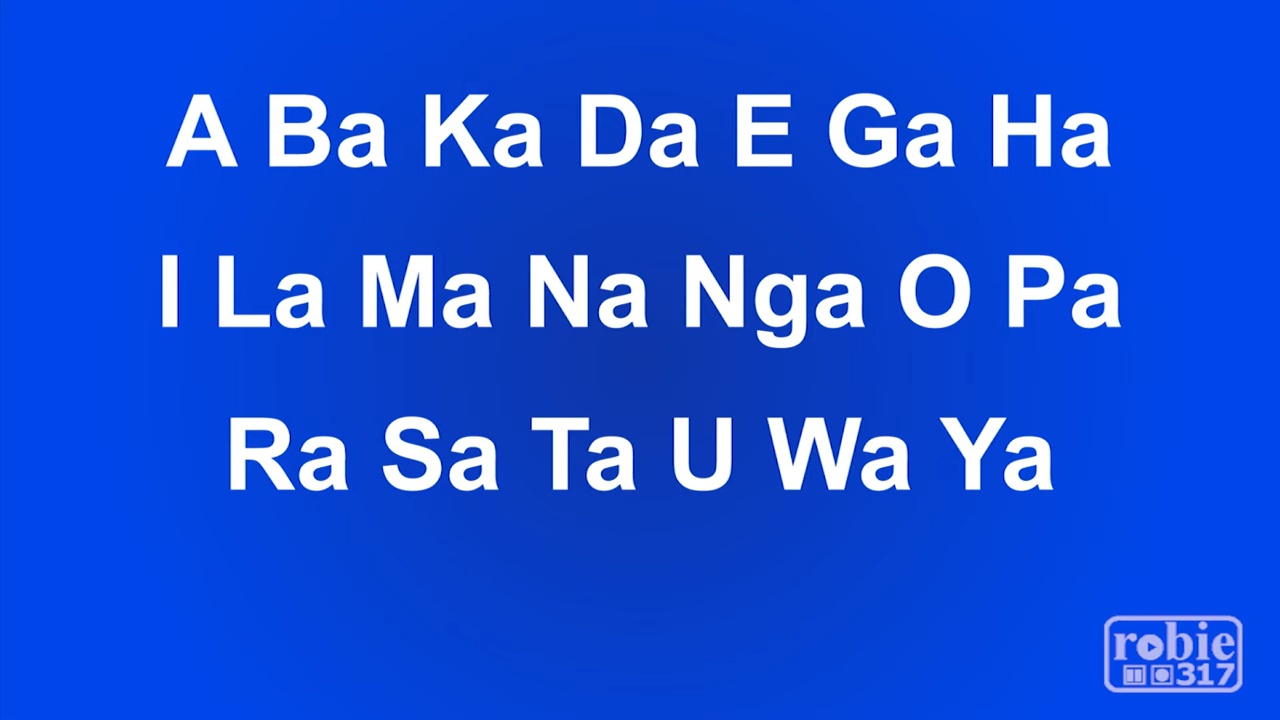 A Ba Ka Da E Ga Ha
I La Ma Na Nga O Pa
Ra Sa Ta U Wa Ya
robie
317